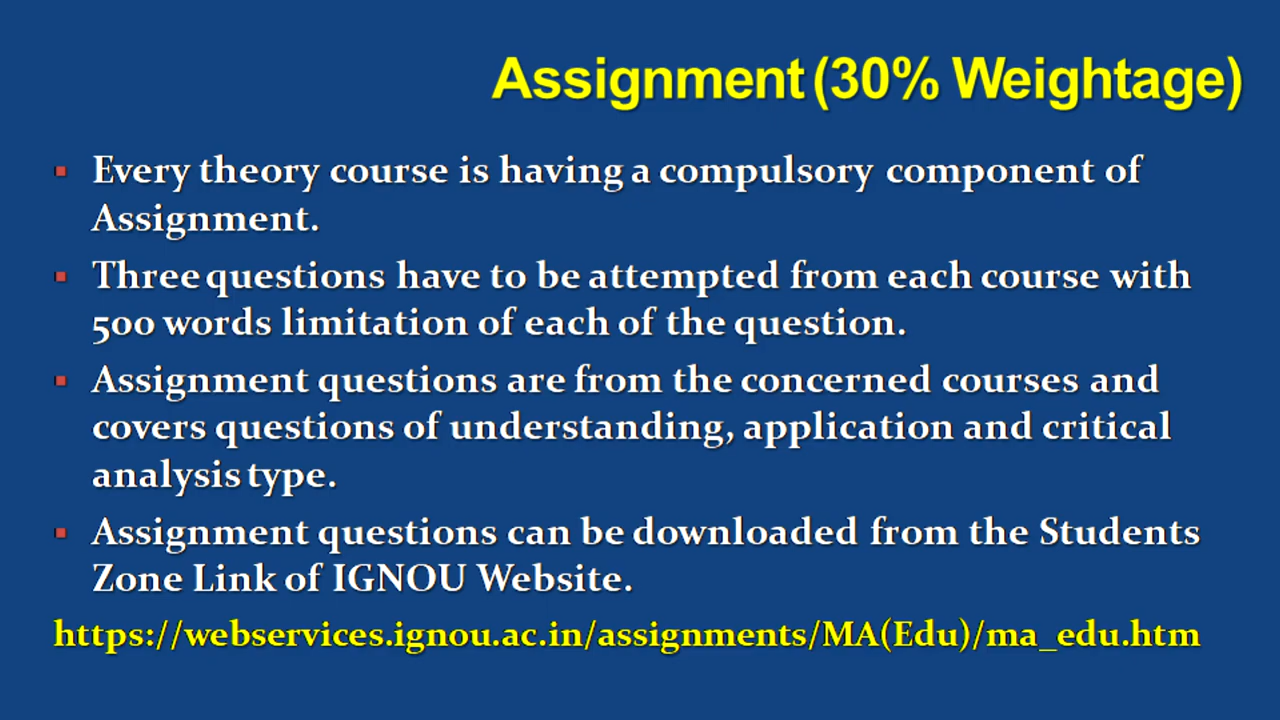 Assignment (30% Weightage)
▪ Every theory course is having a compulsory component of
Assignment.
▪ Three questions have to be attempted from each course with
500 words limitation of each of the question.
▪ Assignment questions are from the concerned courses and
covers questions of understanding, application and critical
analysis type.
▪ Assignment questions can be downloaded from the Students
Zone Link of IGNOU Website.
https://webservices.ignou.ac.in/assignments/MA(Edu)/ma_edu.htm